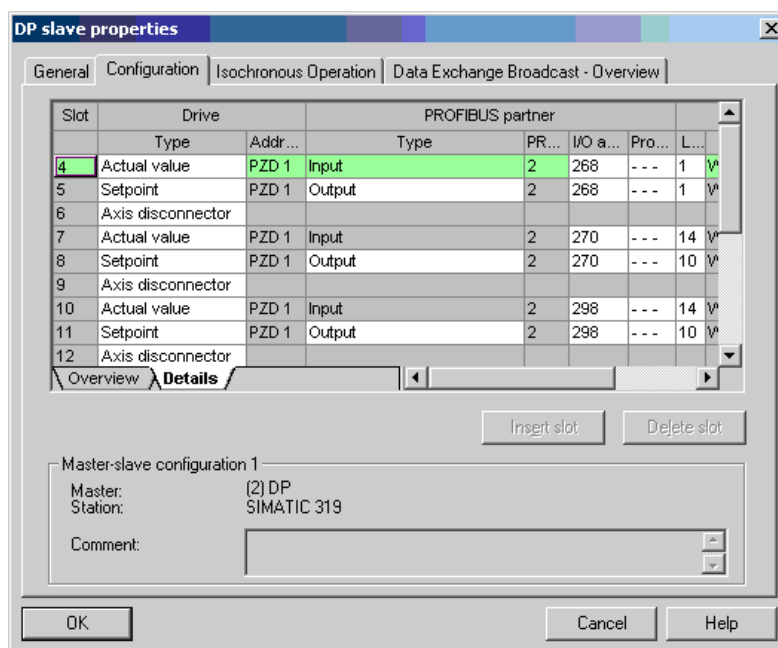 DP slave properties
General Configuration Isochronous Operation Data Exchange Broadcast - Overview
Slot Drive PROFIBUS partner
Type Addr... Type PR... I/O a... Pro... L...
4 Actual value PZD 1 Input 2 268 - - - 1
5 Setpoint PZD 1 Output 2 268 - - - 1
6 Axis disconnector
7 Actual value PZD 1 Input 2 270 - - - 14
8 Setpoint PZD 1 Output 2 270 - - - 10
9 Axis disconnector
10 Actual value PZD 1 Input 2 298 - - - 14
11 Setpoint PZD 1 Output 2 298 - - - 10
12 Axis disconnector
Overview Details
Insert slot Delete slot
Master-slave configuration 1
Master: (2) DP
Station: SIMATIC 319
Comment:
OK Cancel Help